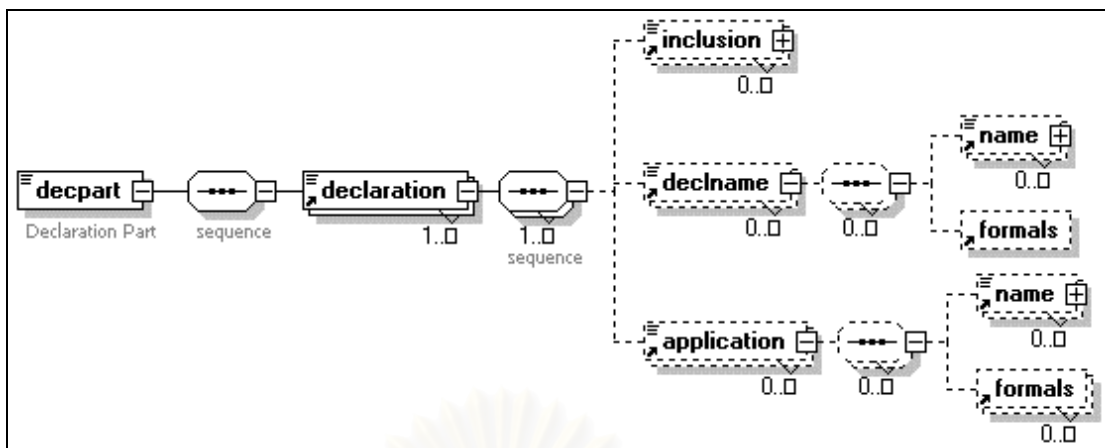 inclusion
0..▯
name
0..▯
decpart
Declaration Part
sequence
declaration
1..▯
1..▯
sequence
declname
0..▯
0..▯
formals
name
0..▯
application
0..▯
0..▯
formals
0..▯